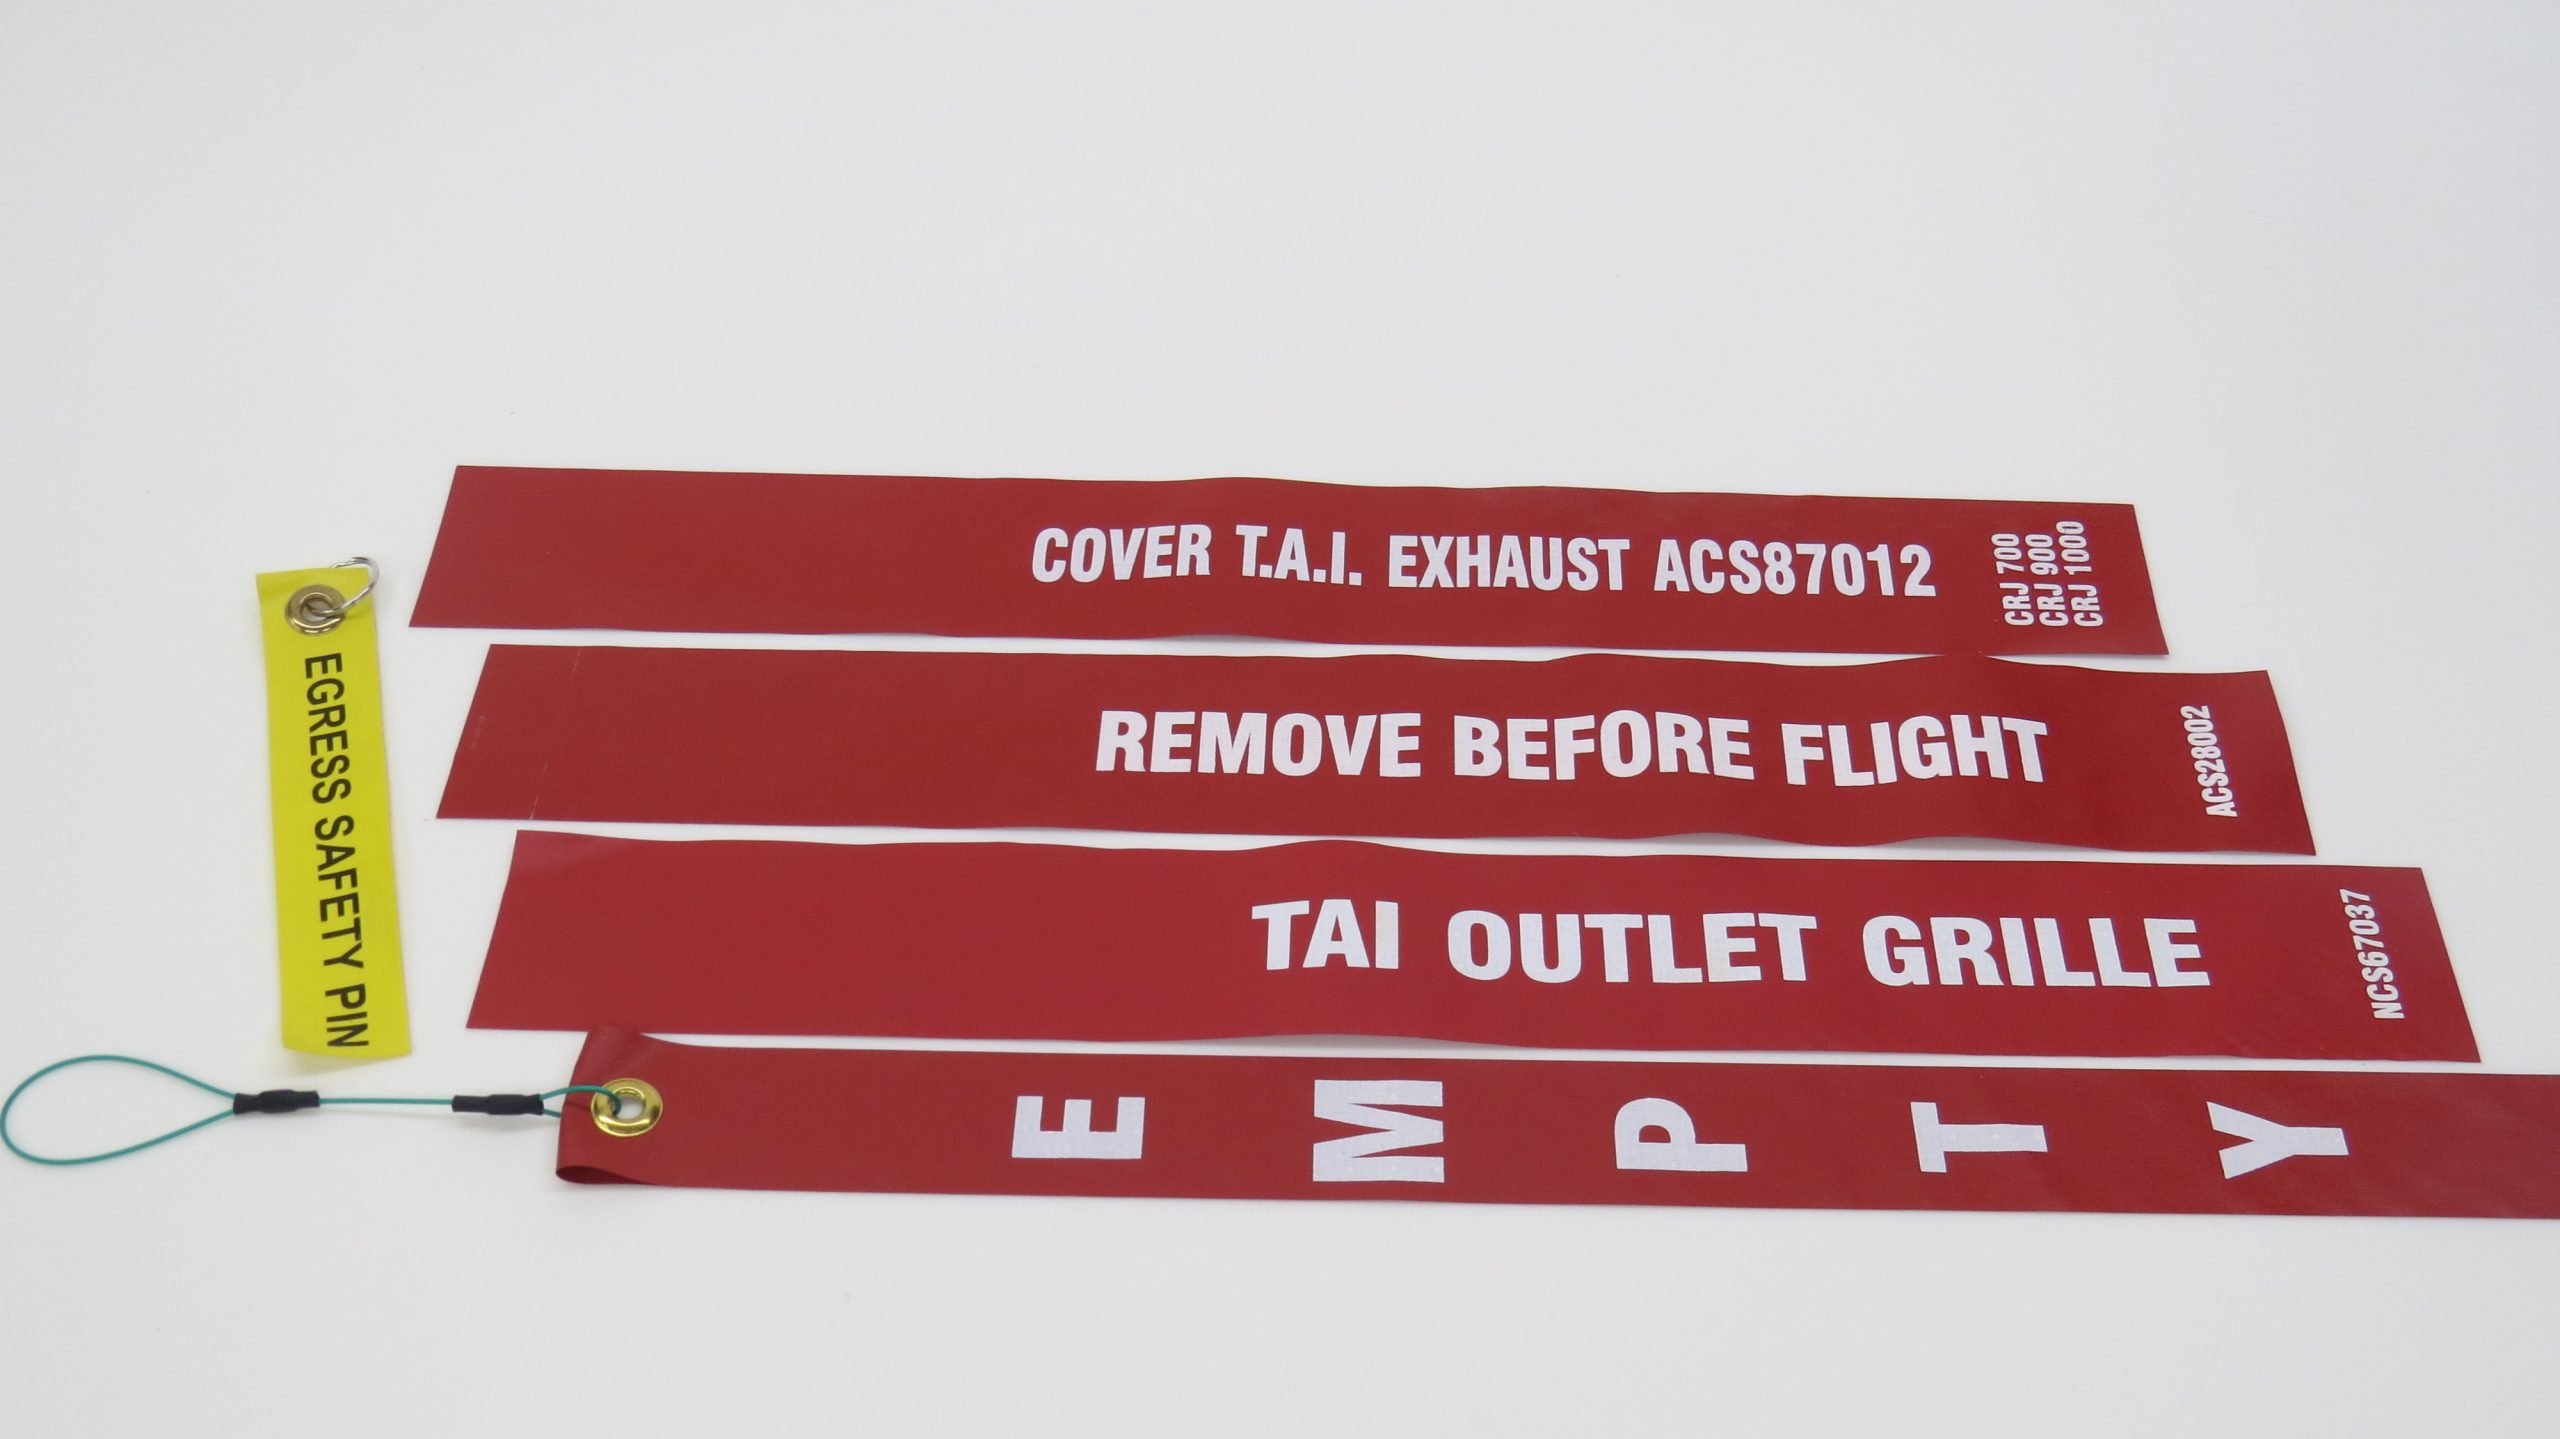 COVER T.A.I. EXHAUST ACS87012
CRJ 700
CRJ 900
CRJ 1000
EGRESS SAFETY PIN
REMOVE BEFORE FLIGHT
ACS28002
TAI OUTLET GRILLE
NCS67037
EMPTY